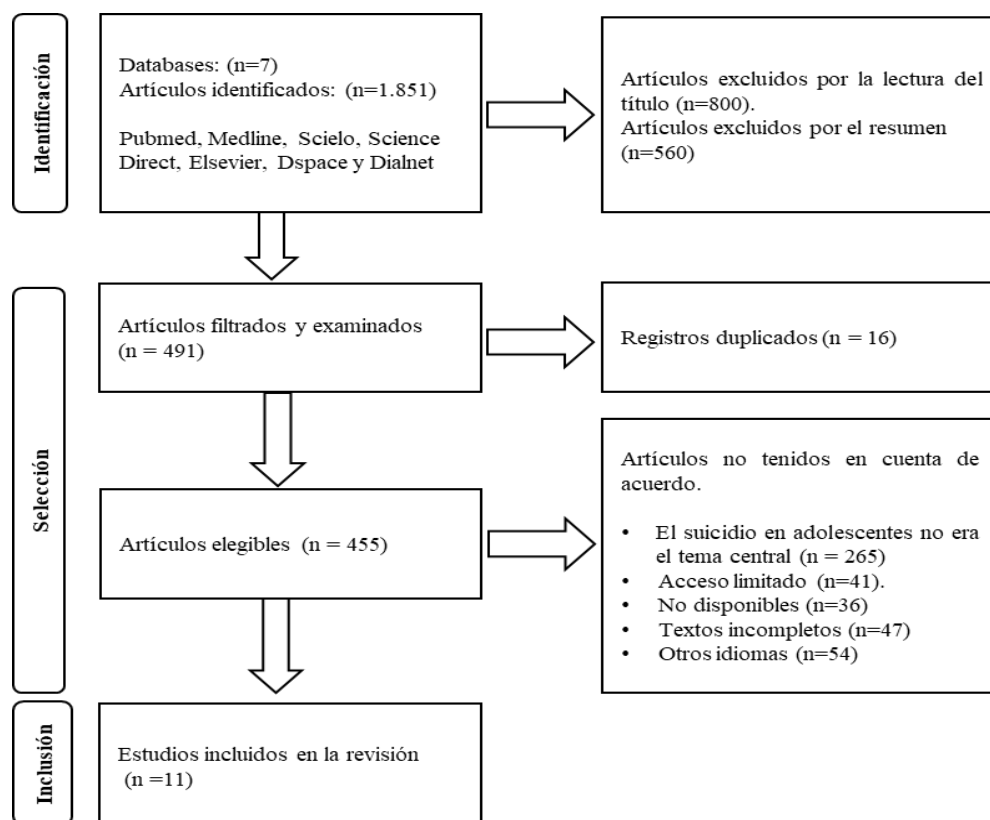 Identificación
Databases: (n=7)
Artículos identificados: (n=1.851)
Pubmed, Medline, Scielo, Science
Direct, Elsevier, Dspace y Dialnet
Artículos excluidos por la lectura del
título (n=800).
Artículos excluidos por el resumen
(n=560)
Selección
Artículos filtrados y examinados
(n = 491)
Registros duplicados (n = 16)
Artículos elegibles (n = 455)
Artículos no tenidos en cuenta de
acuerdo.
• El suicidio en adolescentes no era
el tema central (n = 265)
• Acceso limitado (n=41).
• No disponibles (n=36)
• Textos incompletos (n=47)
• Otros idiomas (n=54)
Inclusión
Estudios incluidos en la revisión
(n =11)